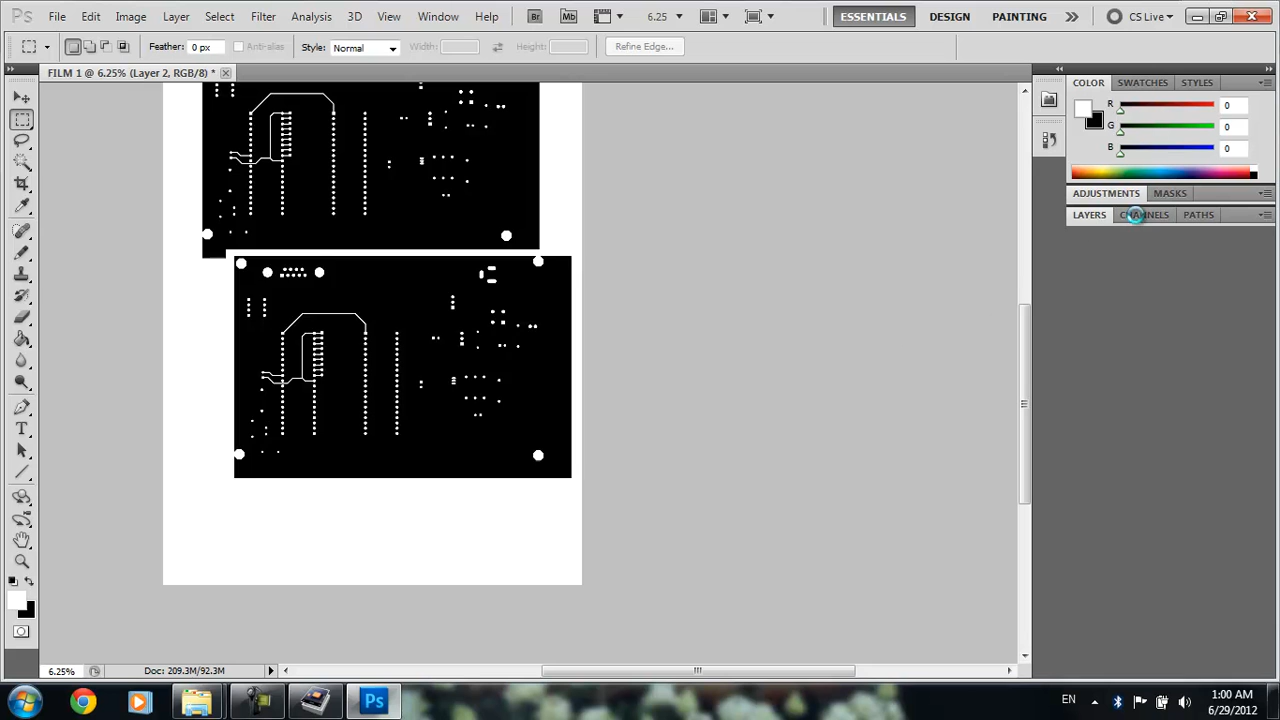 Ps File Edit Image Layer Select Filter Analysis 3D View Window Help Br Mb 6.25 ESSENTIALS DESIGN PAINTING CS Live
Feather: 0 px Anti-alias Style: Normal Width: Height: Refine Edge...
FILM 1 @ 6.25% (Layer 2, RGB/8) *
COLOR SWATCHES STYLES
R 0
G 0
B 0
ADJUSTMENTS MASKS
LAYERS CHANNELS PATHS
6.25% Doc: 209.3M/92.3M
Ps EN 1:00 AM
6/29/2012